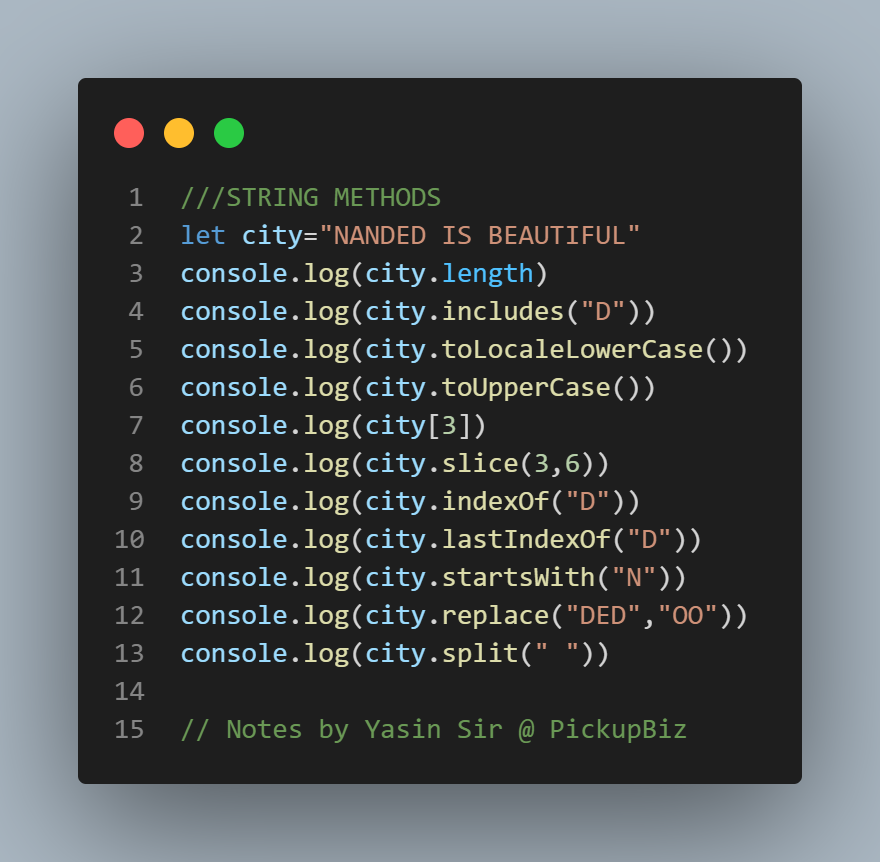 1 ///STRING METHODS
2 let city="NANDED IS BEAUTIFUL"
3 console.log(city.length)
4 console.log(city.includes("D"))
5 console.log(city.toLocaleLowerCase())
6 console.log(city.toUpperCase())
7 console.log(city[3])
8 console.log(city.slice(3,6))
9 console.log(city.indexOf("D"))
10 console.log(city.lastIndexOf("D"))
11 console.log(city.startsWith("N"))
12 console.log(city.replace("DED","OO"))
13 console.log(city.split(" "))
14
15 // Notes by Yasin Sir @ PickupBiz